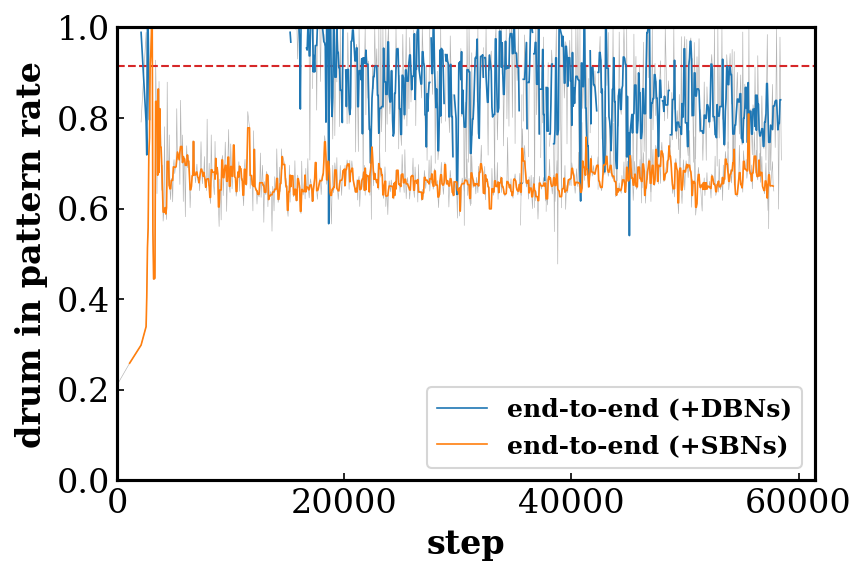 drum in pattern rate
1.0
0.8
0.6
0.4
0.2
0.0
0
20000
40000
60000
step
end-to-end (+DBNs)
end-to-end (+SBNs)